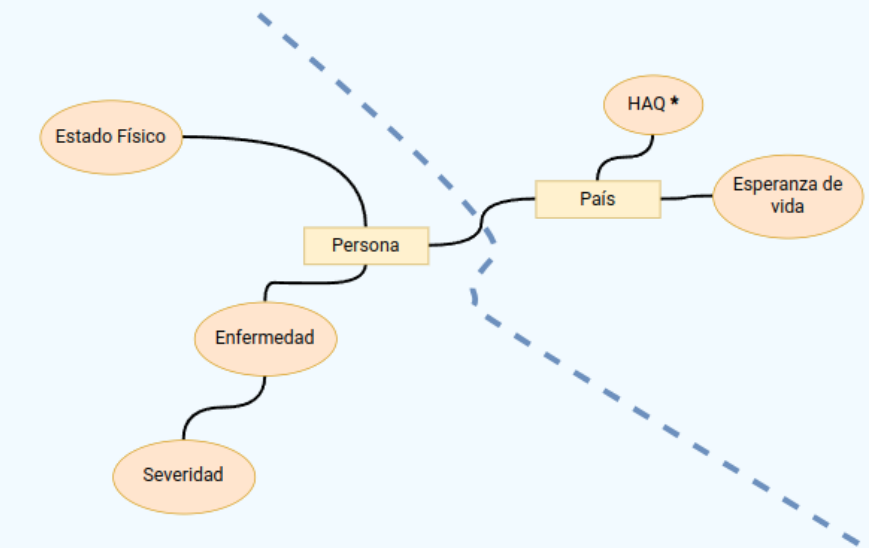 HAQ *
Estado Físico
Esperanza de
vida
País
Persona
Enfermedad
Severidad